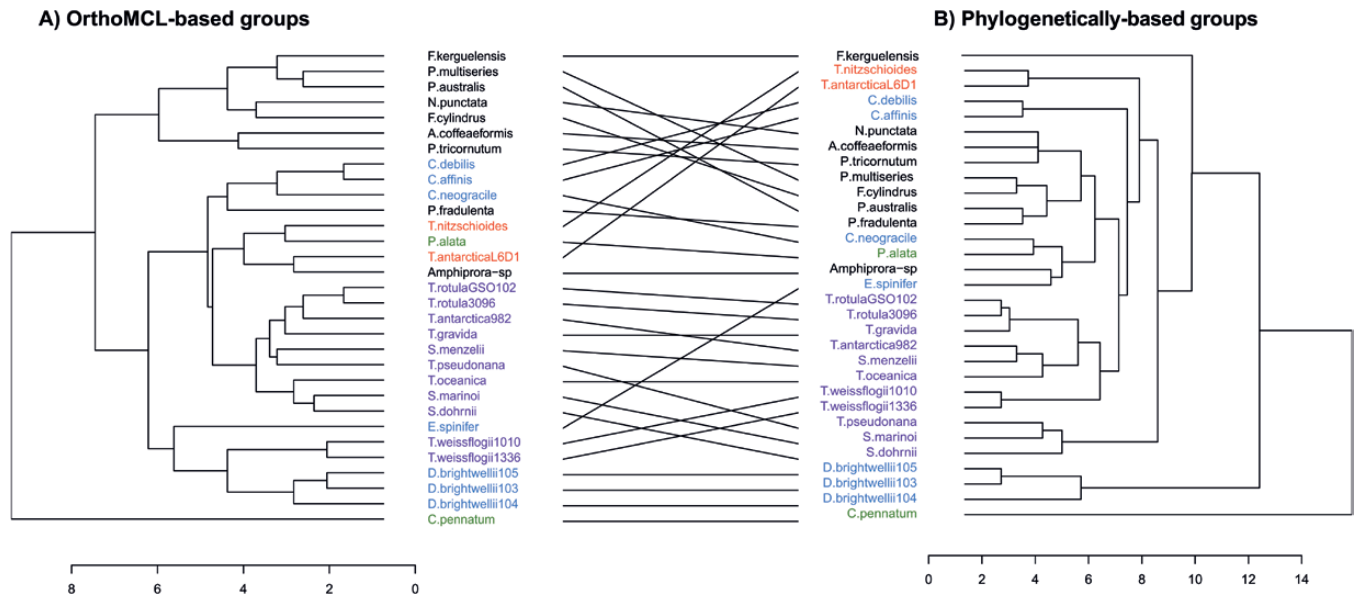 A) OrthoMCL-based groups
F.kerguelensis
P.multiseries
P.australis
N.punctata
F.cylindrus
A.coffeaeformis
P.tricornutum
C.debilis
C.affinis
C.neogracile
P.fradulenta
T.nitzschioides
P.alata
T.antarcticaL6D1
Amphiprora−sp
T.rotulaGSO102
T.rotula3096
T.antarctica982
T.gravida
S.menzelii
T.pseudonana
T.oceanica
S.marinoi
S.dohrnii
E.spinifer
T.weissflogii1010
T.weissflogii1336
D.brightwellii105
D.brightwellii103
D.brightwellii104
C.pennatum
8 6 4 2 0
B) Phylogenetically-based groups
F.kerguelensis
T.nitzschioides
T.antarcticaL6D1
C.debilis
C.affinis
N.punctata
A.coffeaeformis
P.tricornutum
P.multiseries
F.cylindrus
P.australis
P.fradulenta
C.neogracile
P.alata
Amphiprora−sp
E.spinifer
T.rotulaGSO102
T.rotula3096
T.gravida
T.antarctica982
S.menzelii
T.oceanica
T.weissflogii1010
T.weissflogii1336
T.pseudonana
S.marinoi
S.dohrnii
D.brightwellii105
D.brightwellii103
D.brightwellii104
C.pennatum
0 2 4 6 8 10 12 14